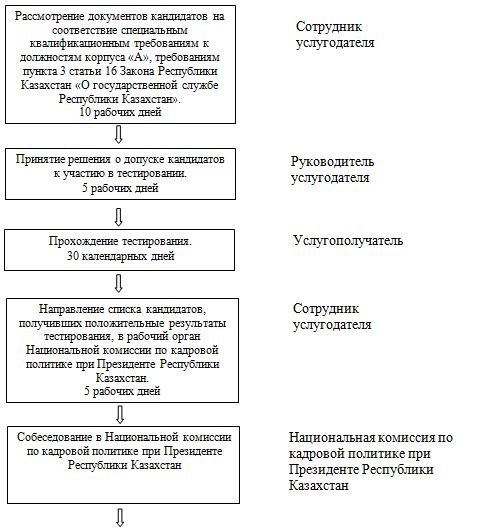 Рассмотрение документов кандидатов на
соответствие специальным
квалификационным требованиям к
должностям корпуса «А», требованиям
пункта 3 статьи 16 Закона Республики
Казахстан «О государственной службе
Республики Казахстан».
10 рабочих дней
Сотрудник
услугодателя
Принятие решения о допуске кандидатов
к участию в тестировании.
5 рабочих дней
Руководитель
услугодателя
Прохождение тестирования.
30 календарных дней
Услугополучатель
Направление списка кандидатов,
получивших положительные результаты
тестирования, в рабочий орган
Национальной комиссии по кадровой
политике при Президенте Республики
Казахстан.
5 рабочих дней
Сотрудник
услугодателя
Собеседование в Национальной комиссии
по кадровой политике при Президенте
Республики Казахстан
Национальная комиссия по
кадровой политике при
Президенте Республики
Казахстан